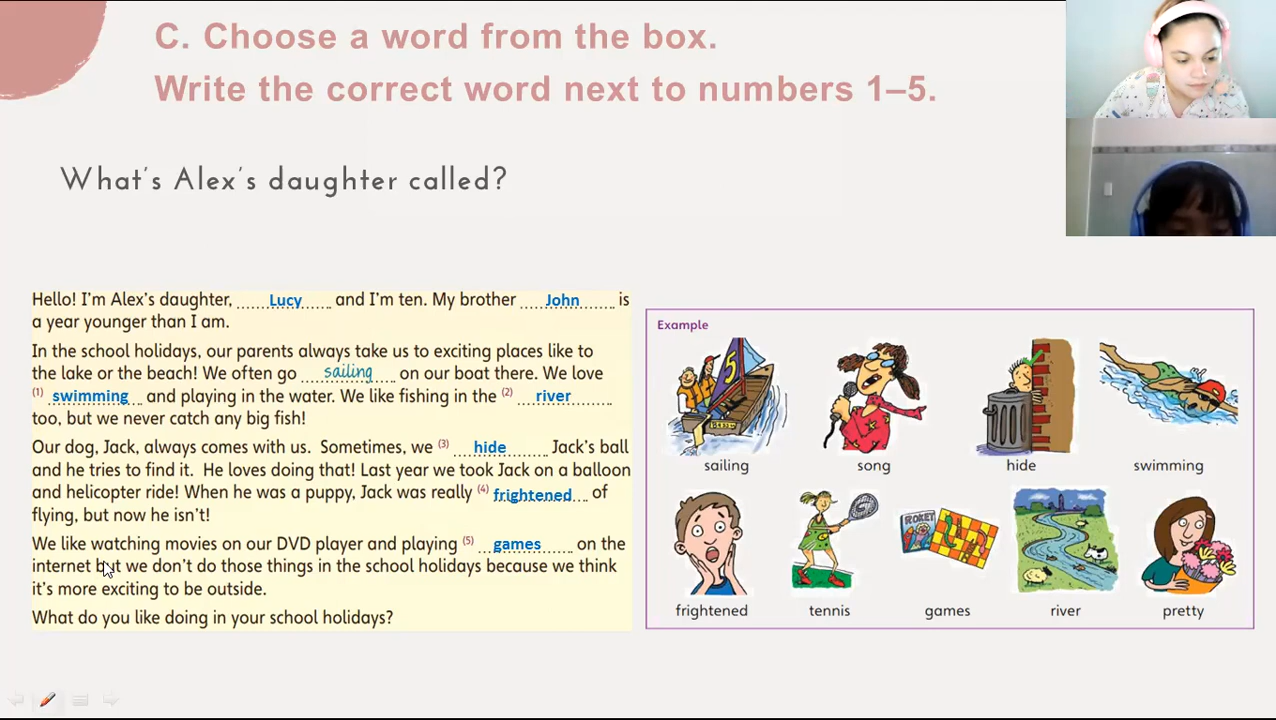 C. Choose a word from the box.
Write the correct word next to numbers 1–5.
What's Alex's daughter called?
Hello! I'm Alex's daughter, Lucy and I'm ten. My brother John is
a year younger than I am.
In the school holidays, our parents always take us to exciting places like to
the lake or the beach! We often go sailing on our boat there. We love
(1) swimming and playing in the water. We like fishing in the (2) river
too, but we never catch any big fish!
Our dog, Jack, always comes with us. Sometimes, we (3) hide Jack's ball
and he tries to find it. He loves doing that! Last year we took Jack on a balloon
and helicopter ride! When he was a puppy, Jack was really (4) frightened of
flying, but now he isn't!
We like watching movies on our DVD player and playing (5) games on the
internet but we don't do those things in the school holidays because we think
it's more exciting to be outside.
What do you like doing in your school holidays?
Example
5
sailing song hide swimming
ROCKET
frightened tennis games river pretty